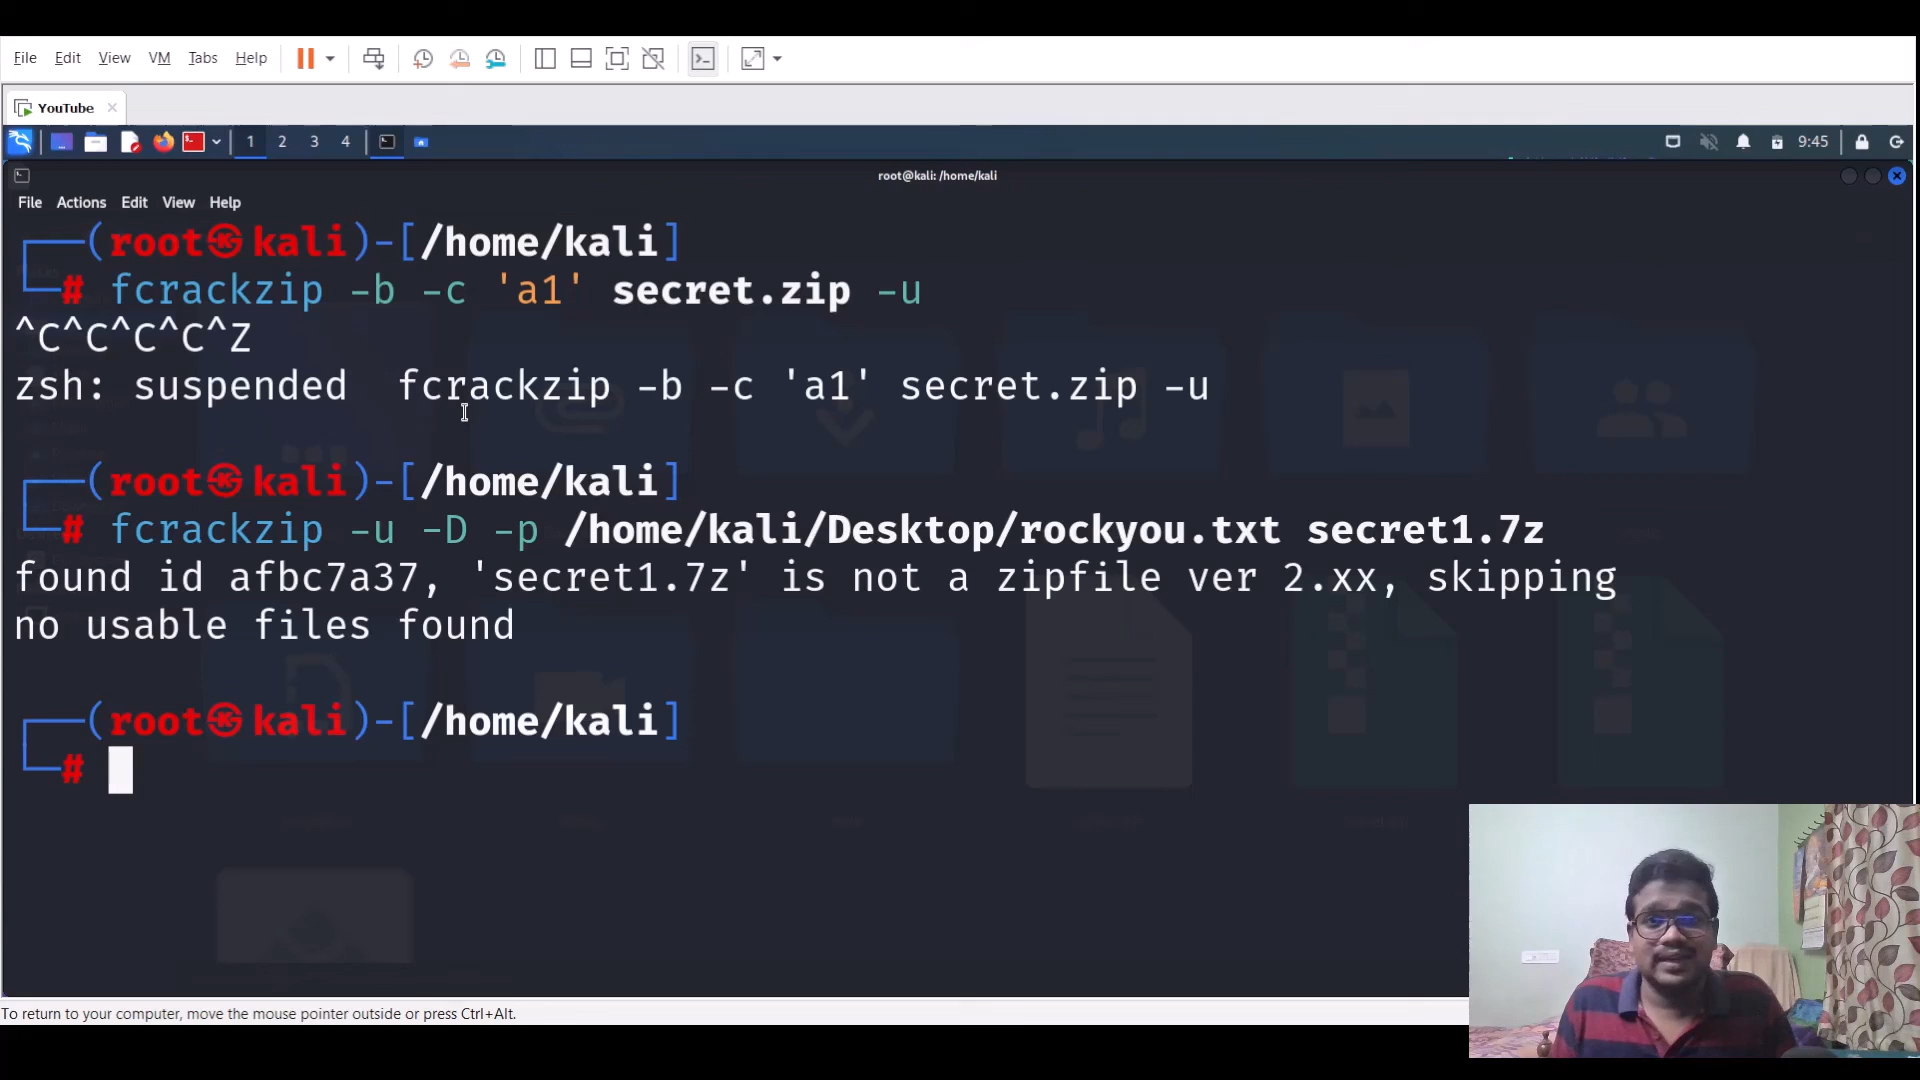 File Edit View VM Tabs Help
YouTube
1 2 3 4 9:45
root@kali: /home/kali
File Actions Edit View Help
(root㉿kali)-[/home/kali]
# fcrackzip -b -c 'a1' secret.zip -u
^C^C^C^C^Z
zsh: suspended  fcrackzip -b -c 'a1' secret.zip -u
(root㉿kali)-[/home/kali]
# fcrackzip -u -D -p /home/kali/Desktop/rockyou.txt secret1.7z
found id afbc7a37, 'secret1.7z' is not a zipfile ver 2.xx, skipping
no usable files found
(root㉿kali)-[/home/kali]
#
To return to your computer, move the mouse pointer outside or press Ctrl+Alt.